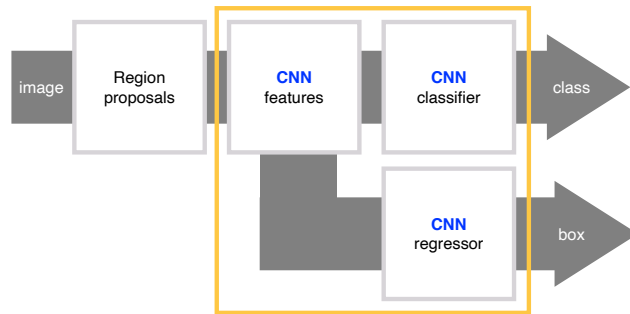 image
Region
proposals
CNN
features
CNN
classifier
class
CNN
regressor
box